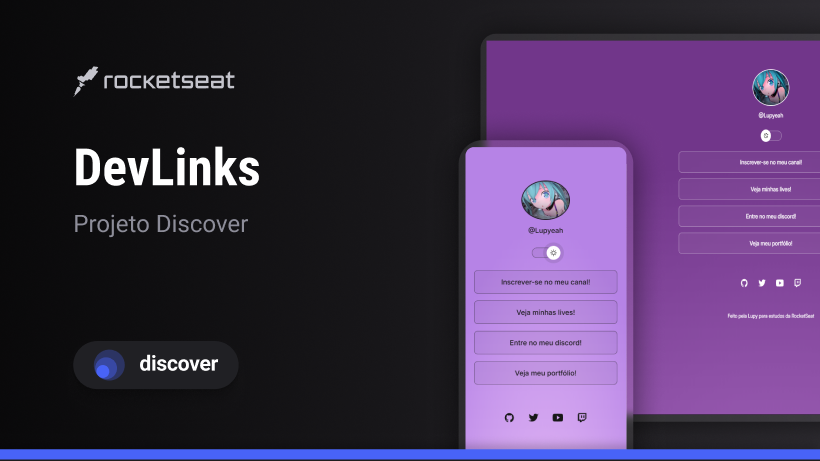 rocketseat
DevLinks
Projeto Discover
discover
@Lupyeah
Inscrever-se no meu canal!
Veja minhas lives!
Entre no meu discord!
Veja meu portfólio!
@Lupyeah
Inscrever-se no meu canal!
Veja minhas lives!
Entre no meu discord!
Veja meu portfólio!
Feito pela Lupy para estudos da RocketSeat